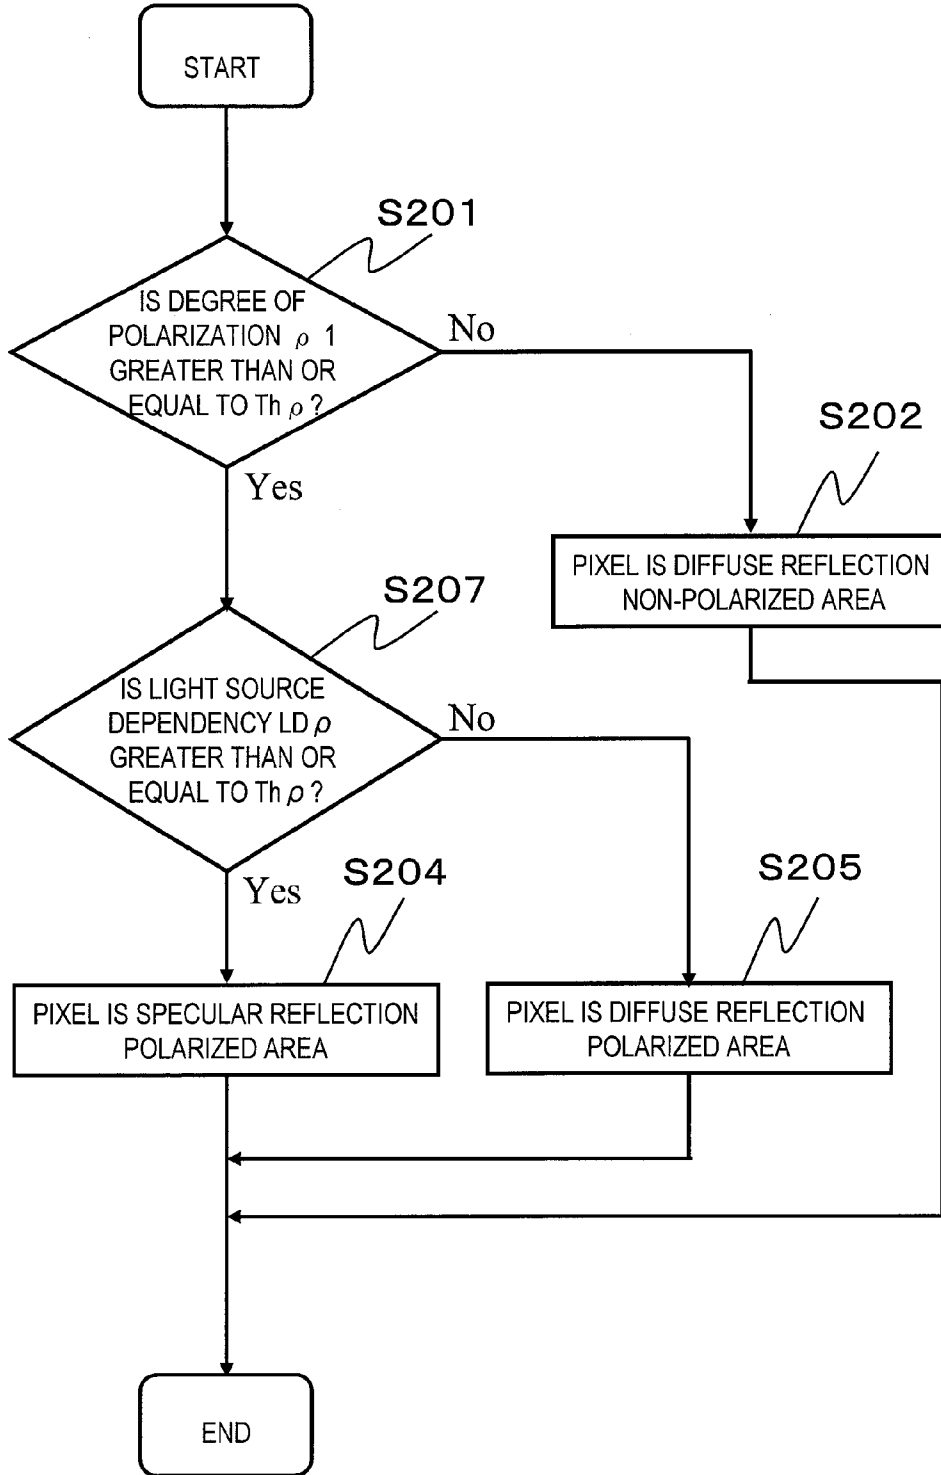 START
S201
IS DEGREE OF
POLARIZATION ρ 1
GREATER THAN OR
EQUAL TO Th ρ ?
No
Yes
S202
PIXEL IS DIFFUSE REFLECTION
NON-POLARIZED AREA
S207
IS LIGHT SOURCE
DEPENDENCY LD ρ
GREATER THAN OR
EQUAL TO Th ρ ?
No
Yes
S204
PIXEL IS SPECULAR REFLECTION
POLARIZED AREA
S205
PIXEL IS DIFFUSE REFLECTION
POLARIZED AREA
END